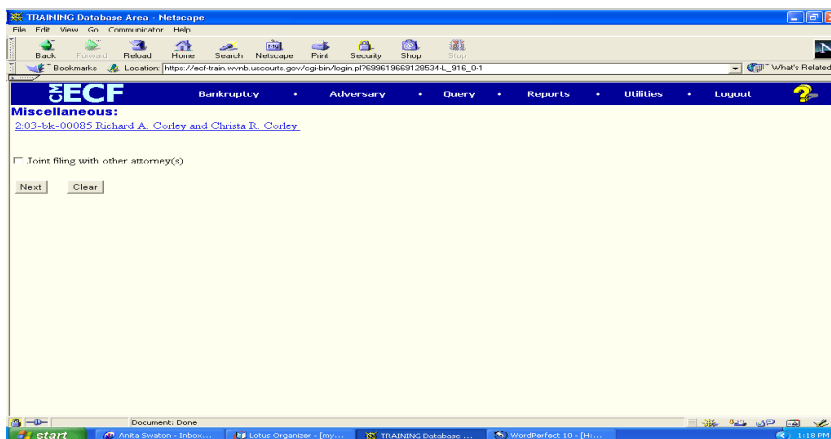 TRAINING Database Area - Netscape
File Edit View Go Communicator Help
Back Forward Reload Home Search Netscape Print Security Shop Stop
Bookmarks Location: https://ecf-train.wvnb.uscourts.gov/cgi-bin/login.pl?699619669129534-L_916_0-1 What's Related
CM ECF Bankruptcy • Adversary • Query • Reports • Utilities • Logout ?
Miscellaneous:
2:03-bk-00085 Richard A. Corley and Christa R. Corley
Joint filing with other attorney(s)
Next Clear
Document: Done
start Anita Swaton - Inbox... Lotus Organizer - [my... TRAINING Database ... WordPerfect 10 - [H:... 1:18 PM